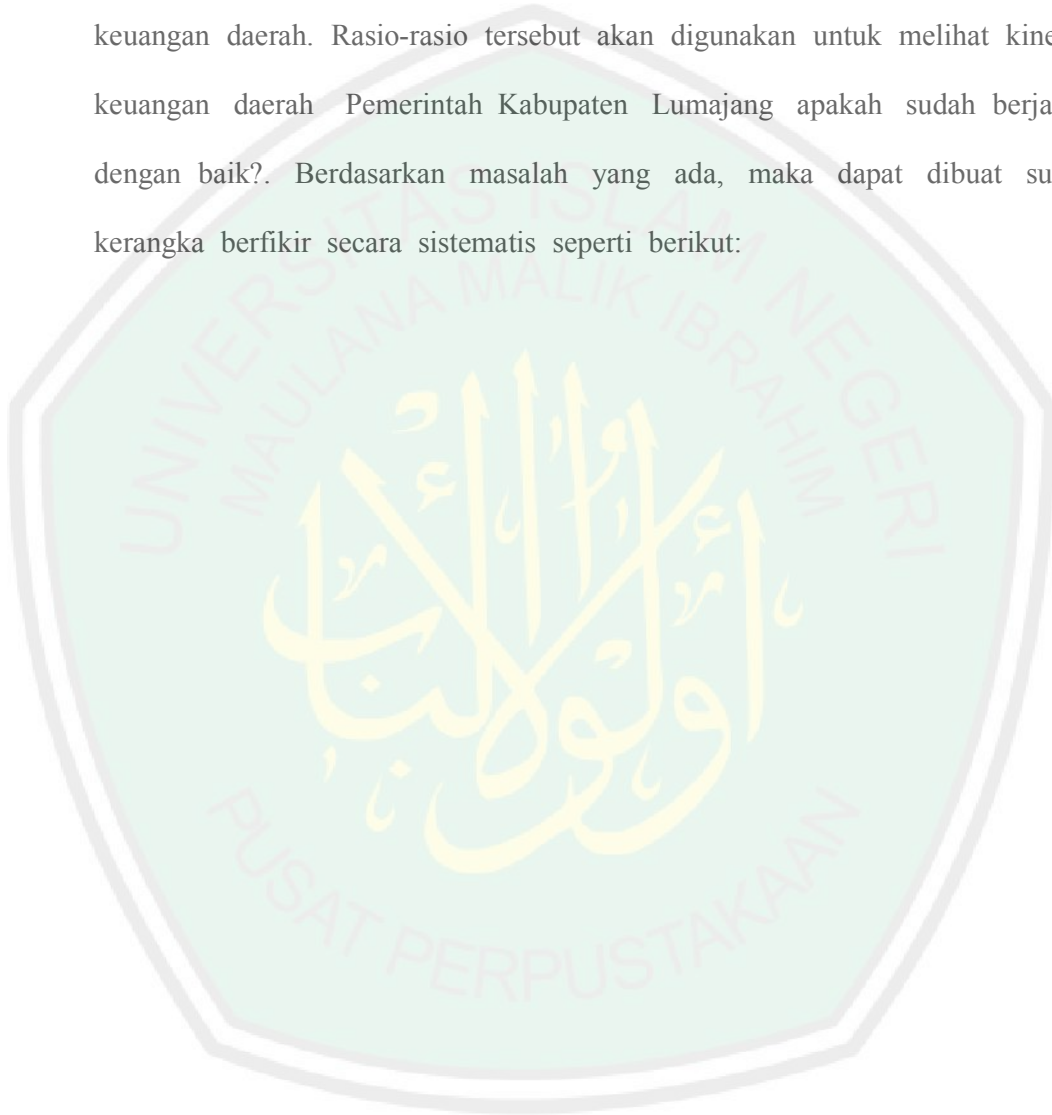 keuangan daerah. Rasio-rasio tersebut akan digunakan untuk melihat kine
keuangan daerah Pemerintah Kabupaten Lumajang apakah sudah berja
dengan baik?. Berdasarkan masalah yang ada, maka dapat dibuat su
kerangka berfikir secara sistematis seperti berikut:
UNIVERSITAS ISLAM NEGERI
MAULANA MALIK IBRAHIM
أولوا الألباب
PUSAT PERPUSTAKAAN